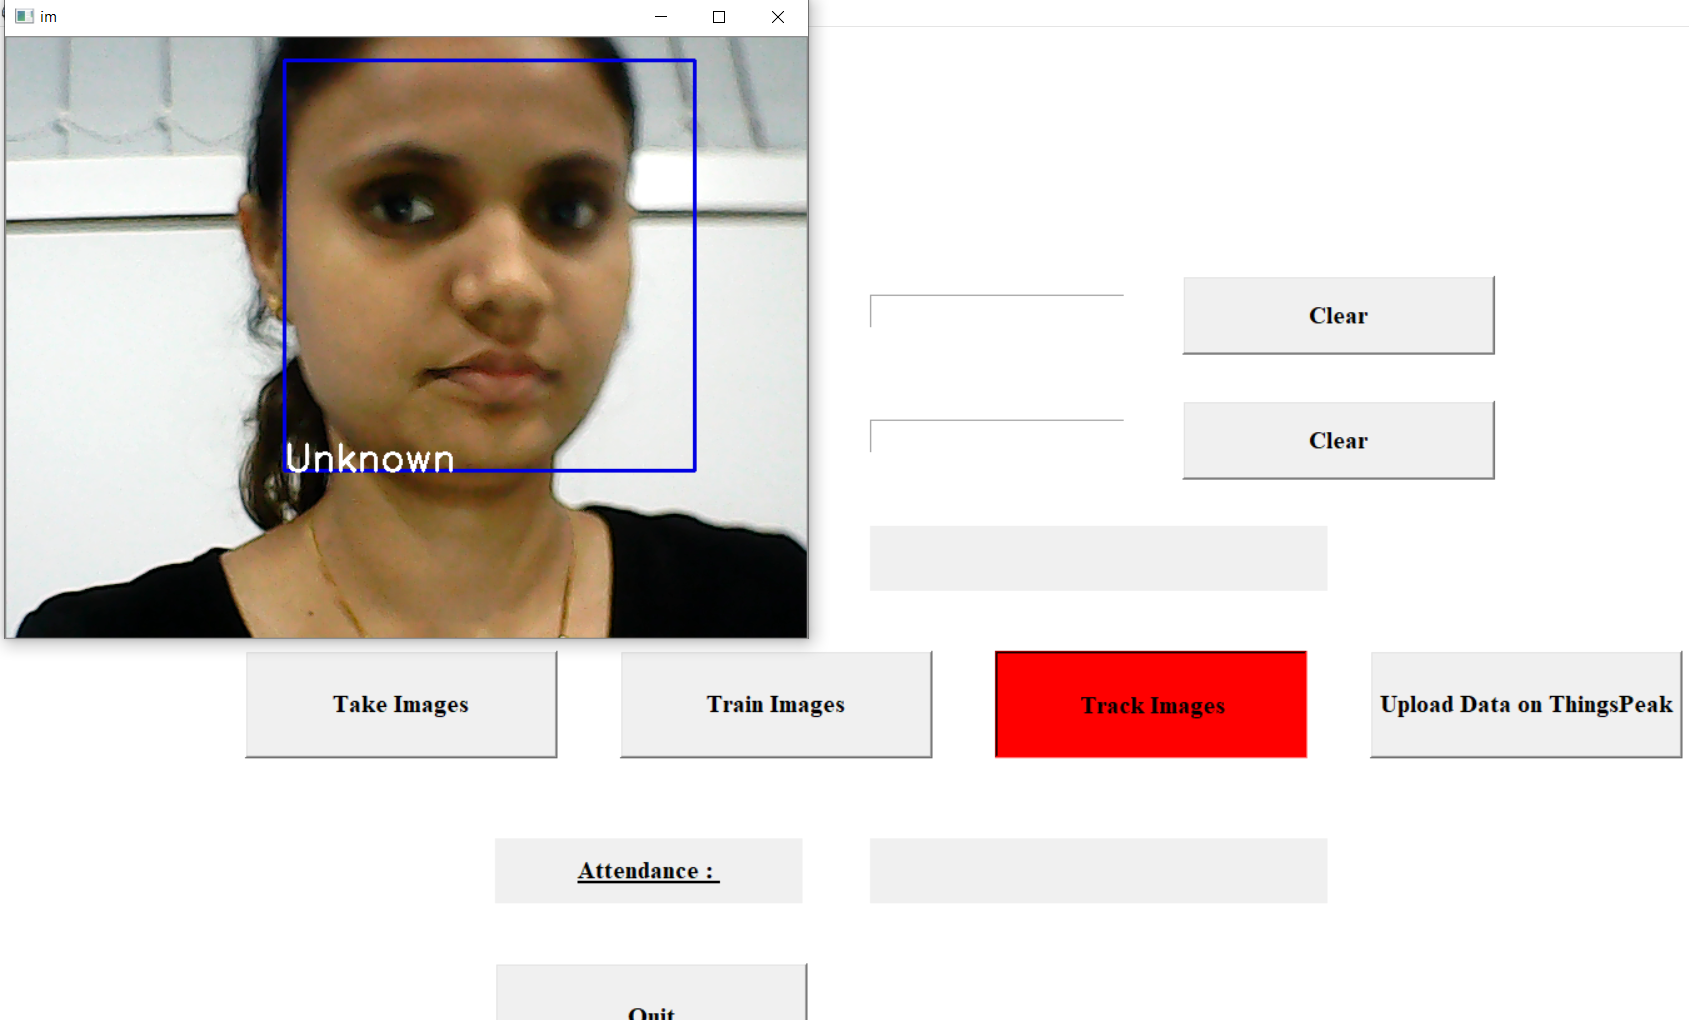 im
Clear
Clear
Unknown
Take Images
Train Images
Track Images
Upload Data on ThingsPeak
Attendance :
Quit